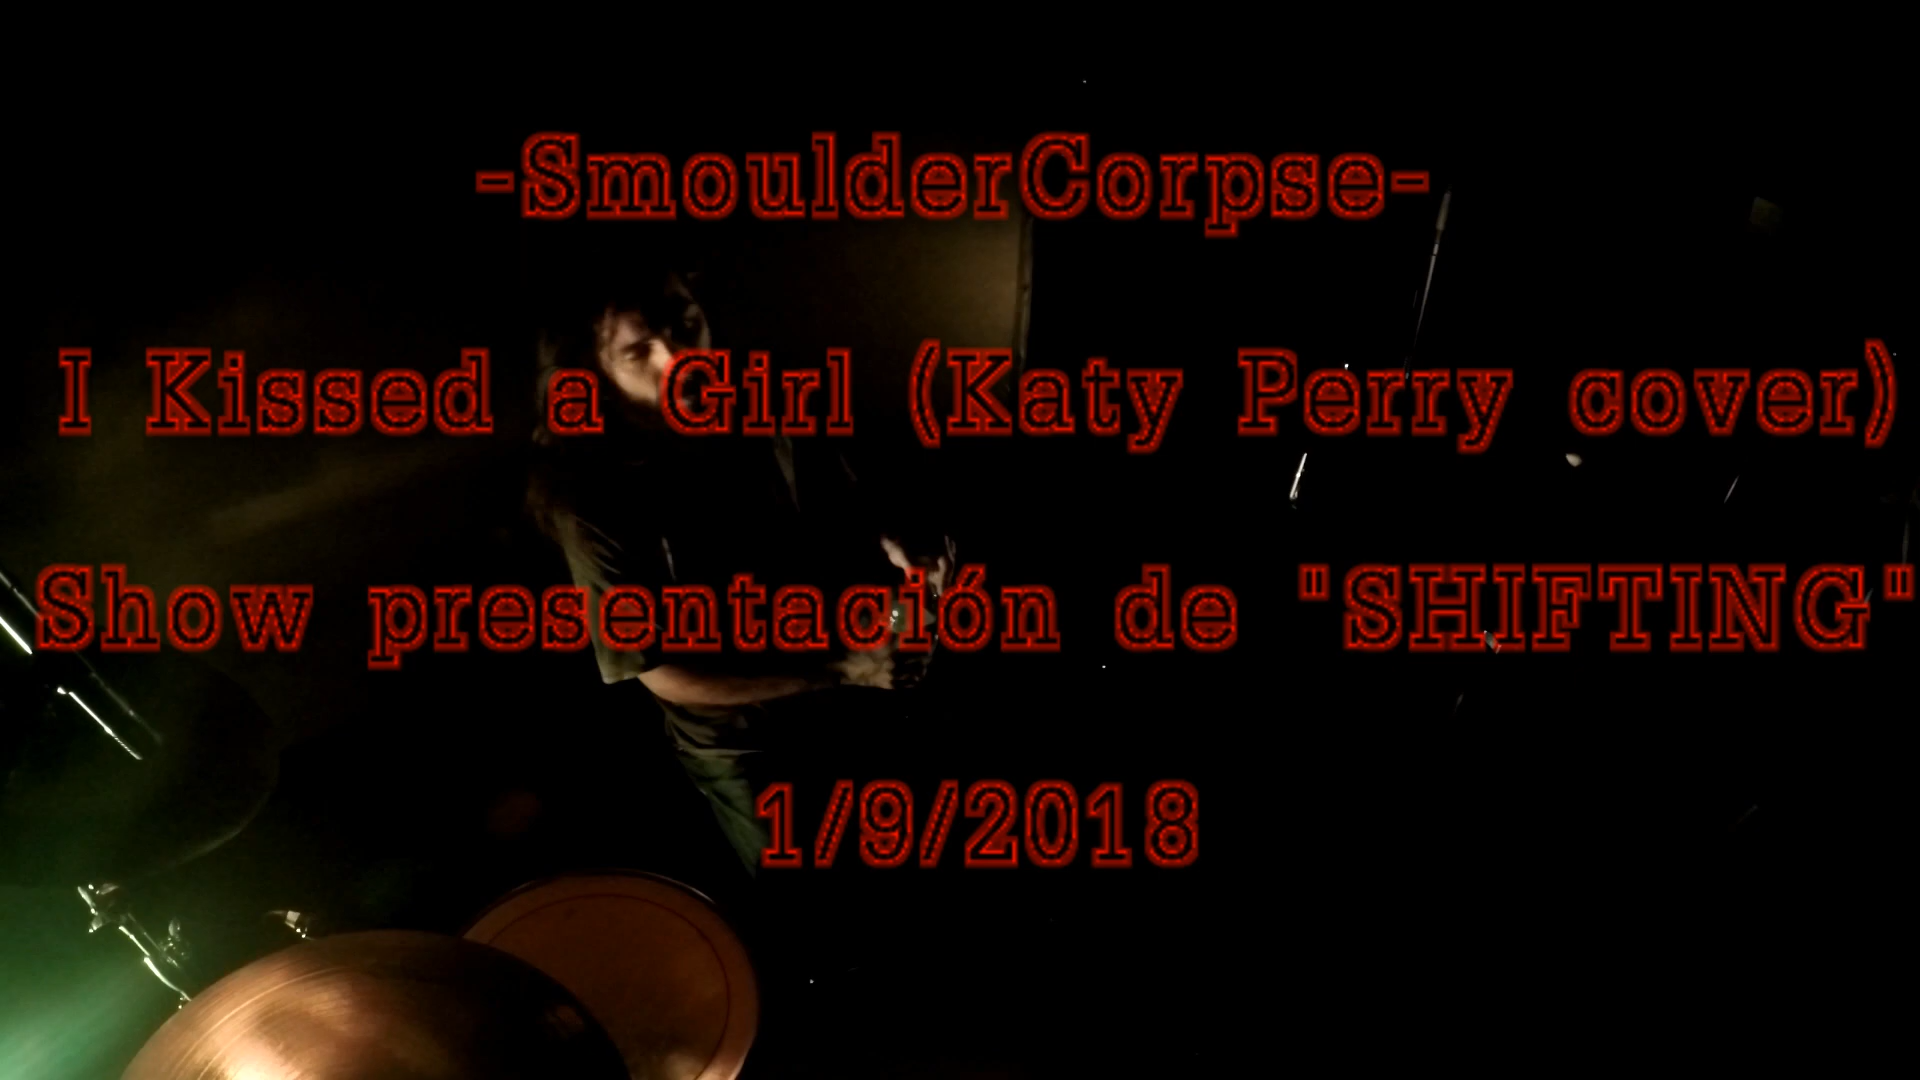 -SmoulderCorpse-
I Kissed a Girl (Katy Perry cover)
Show presentación de "SHIFTING"
1/9/2018